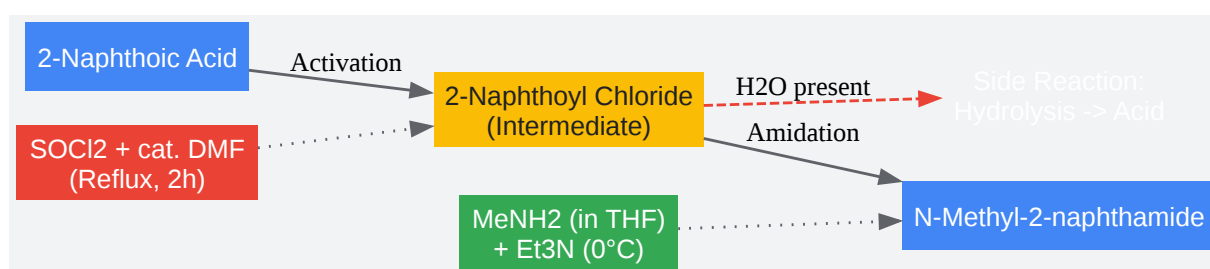 2-Naphthoic Acid
Activation
2-Naphthoyl Chloride
(Intermediate)
H2O present
Side Reaction:
Hydrolysis -> Acid
SOCl2 + cat. DMF
(Reflux, 2h)
Amidation
MeNH2 (in THF)
+ Et3N (0°C)
N-Methyl-2-naphthamide